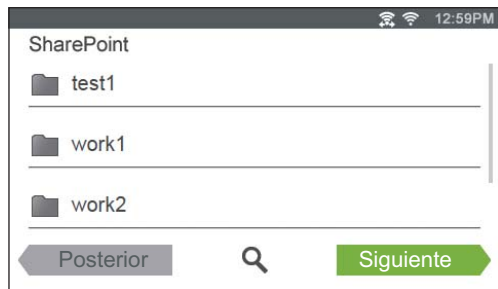 12:59PM
SharePoint
test1
work1
work2
Posterior
Siguiente